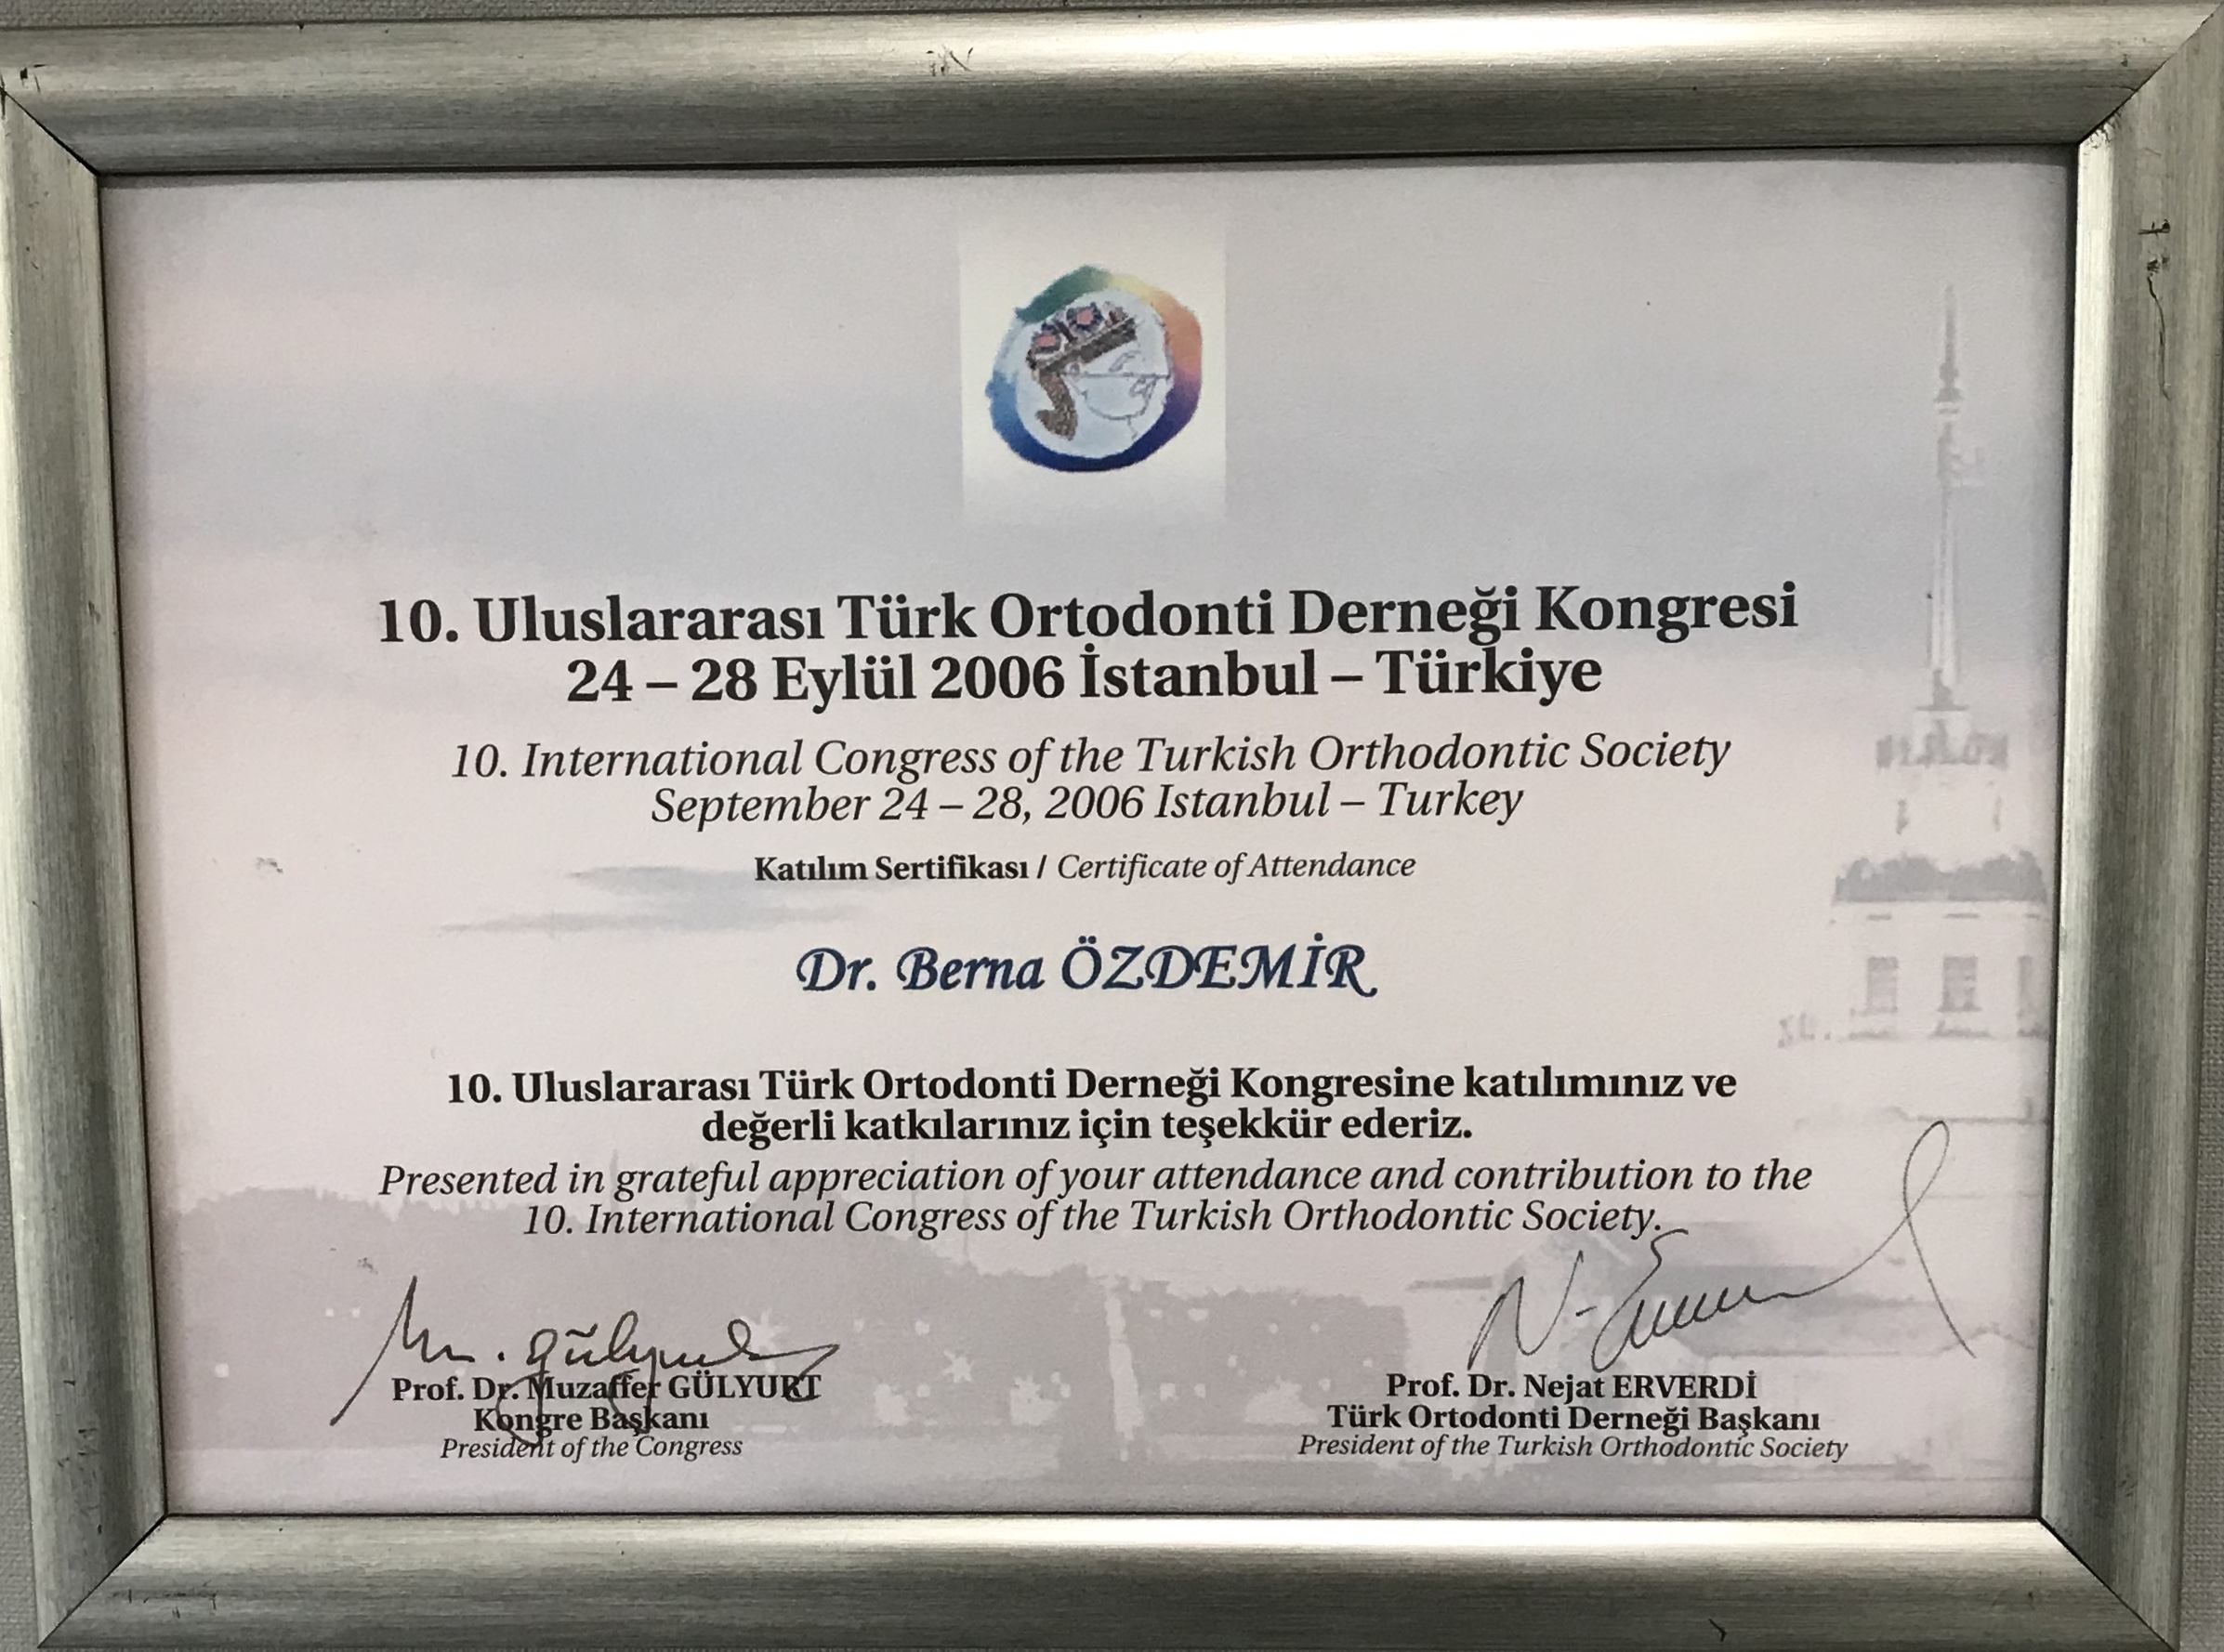 10. Uluslararası Türk Ortodonti Derneği Kongresi
24 – 28 Eylül 2006 İstanbul – Türkiye
10. International Congress of the Turkish Orthodontic Society
September 24 – 28, 2006 Istanbul – Turkey
Katılım Sertifikası / Certificate of Attendance
Dr. Berna ÖZDEMİR
10. Uluslararası Türk Ortodonti Derneği Kongresine katılımınız ve
değerli katkılarınız için teşekkür ederiz.
Presented in grateful appreciation of your attendance and contribution to the
10. International Congress of the Turkish Orthodontic Society.
Prof. Dr. Muzaffer GÜLYURT
Kongre Başkanı
President of the Congress
Prof. Dr. Nejat ERVERDİ
Türk Ortodonti Derneği Başkanı
President of the Turkish Orthodontic Society